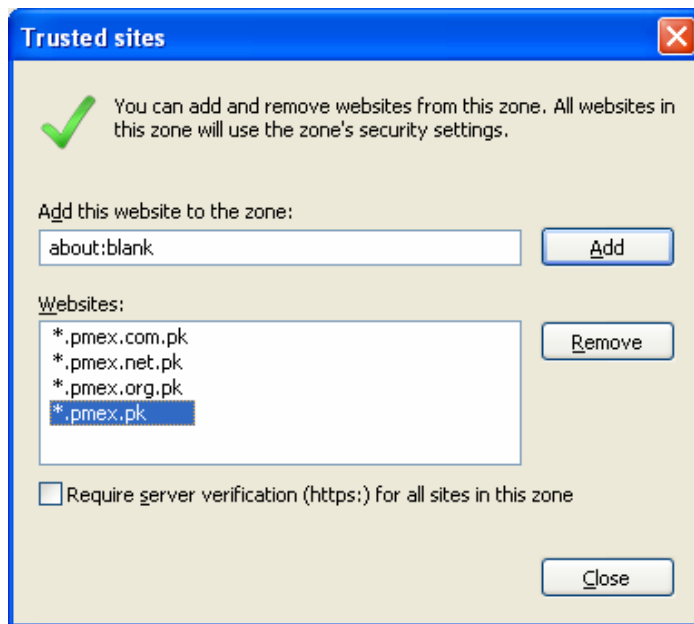 Trusted sites
You can add and remove websites from this zone. All websites in
this zone will use the zone's security settings.
Add this website to the zone:
about:blank
Add
Websites:
*.pmex.com.pk
*.pmex.net.pk
*.pmex.org.pk
*.pmex.pk
Remove
Require server verification (https:) for all sites in this zone
Close